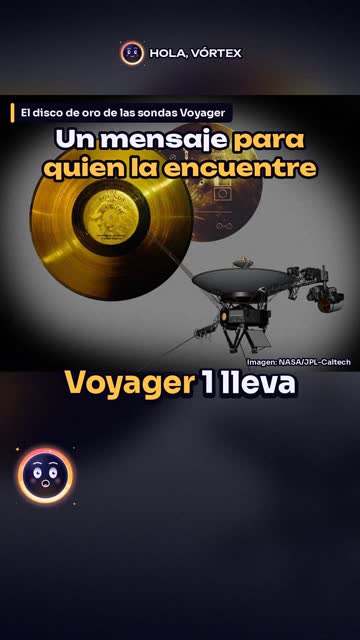 HOLA, VÓRTEX
El disco de oro de las sondas Voyager
Un mensaje para
quien la encuentre
Imagen: NASA/JPL-Caltech
Voyager 1 lleva